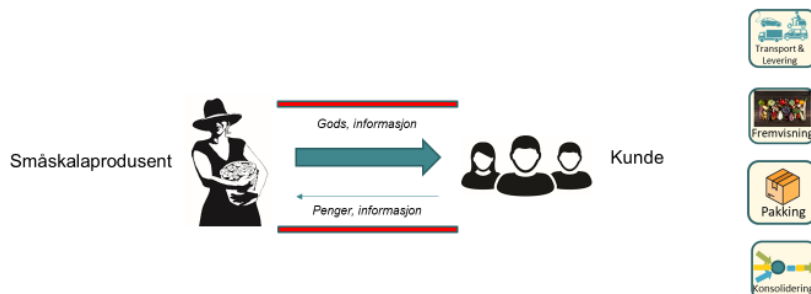 Småskalaprodusent
Gods, informasjon
Penger, informasjon
Kunde
Transport &
Levering
Fremvisning
Pakking
Konsolidering